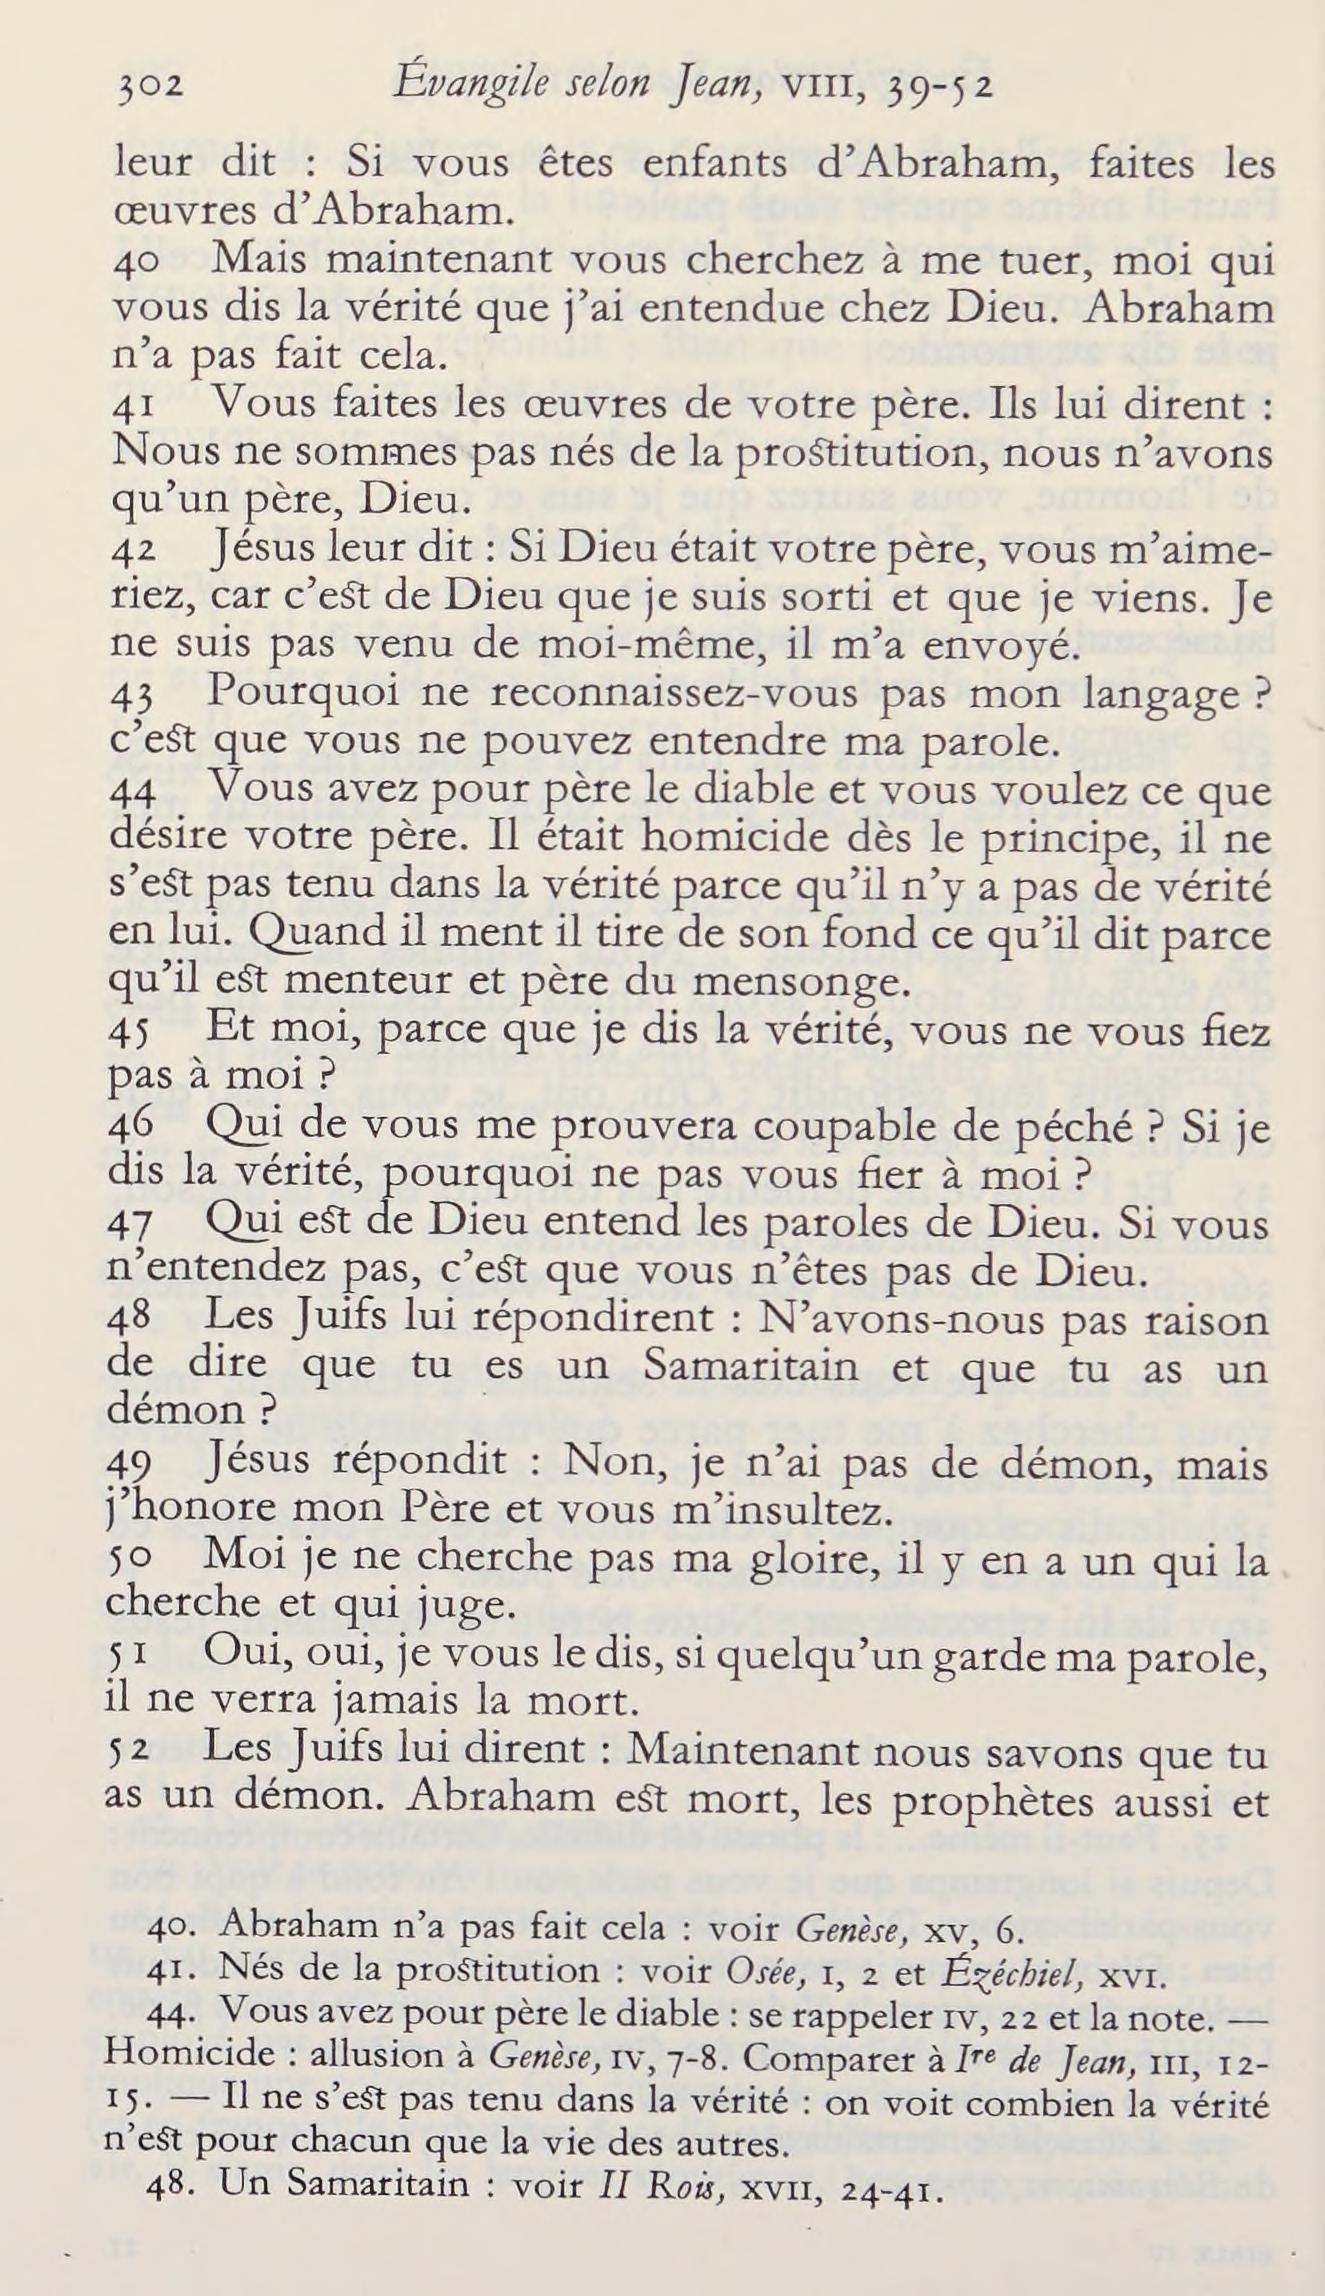 302 Évangile selon Jean, VIII, 39-52
leur dit : Si vous êtes enfants d’Abraham, faites les
œuvres d’Abraham.
40 Mais maintenant vous cherchez à me tuer, moi qui
vous dis la vérité que j’ai entendue chez Dieu. Abraham
n’a pas fait cela.
41 Vous faites les œuvres de votre père. Ils lui dirent :
Nous ne sommes pas nés de la prostitution, nous n’avons
qu’un père, Dieu.
42 Jésus leur dit : Si Dieu était votre père, vous m’aime-
riez, car c’est de Dieu que je suis sorti et que je viens. Je
ne suis pas venu de moi-même, il m’a envoyé.
43 Pourquoi ne reconnaissez-vous pas mon langage ?
c’est que vous ne pouvez entendre ma parole.
44 Vous avez pour père le diable et vous voulez ce que
désire votre père. Il était homicide dès le principe, il ne
s’est pas tenu dans la vérité parce qu’il n’y a pas de vérité
en lui. Quand il ment il tire de son fond ce qu’il dit parce
qu’il est menteur et père du mensonge.
45 Et moi, parce que je dis la vérité, vous ne vous fiez
pas à moi ?
46 Qui de vous me prouvera coupable de péché ? Si je
dis la vérité, pourquoi ne pas vous fier à moi ?
47 Qui est de Dieu entend les paroles de Dieu. Si vous
n’entendez pas, c’est que vous n’êtes pas de Dieu.
48 Les Juifs lui répondirent : N’avons-nous pas raison
de dire que tu es un Samaritain et que tu as un
démon ?
49 Jésus répondit : Non, je n’ai pas de démon, mais
j’honore mon Père et vous m’insultez.
50 Moi je ne cherche pas ma gloire, il y en a un qui la
cherche et qui juge.
51 Oui, oui, je vous le dis, si quelqu’un garde ma parole,
il ne verra jamais la mort.
52 Les Juifs lui dirent : Maintenant nous savons que tu
as un démon. Abraham est mort, les prophètes aussi et
40. Abraham n’a pas fait cela : voir Genèse, XV, 6.
41. Nés de la prostitution : voir Osée, I, 2 et Ézéchiel, XVI.
44. Vous avez pour père le diable : se rappeler IV, 22 et la note. —
Homicide : allusion à Genèse, IV, 7-8. Comparer à Iʳᵉ de Jean, III, 12-
15. — Il ne s’est pas tenu dans la vérité : on voit combien la vérité
n’est pour chacun que la vie des autres.
48. Un Samaritain : voir II Rois, XVII, 24-41.